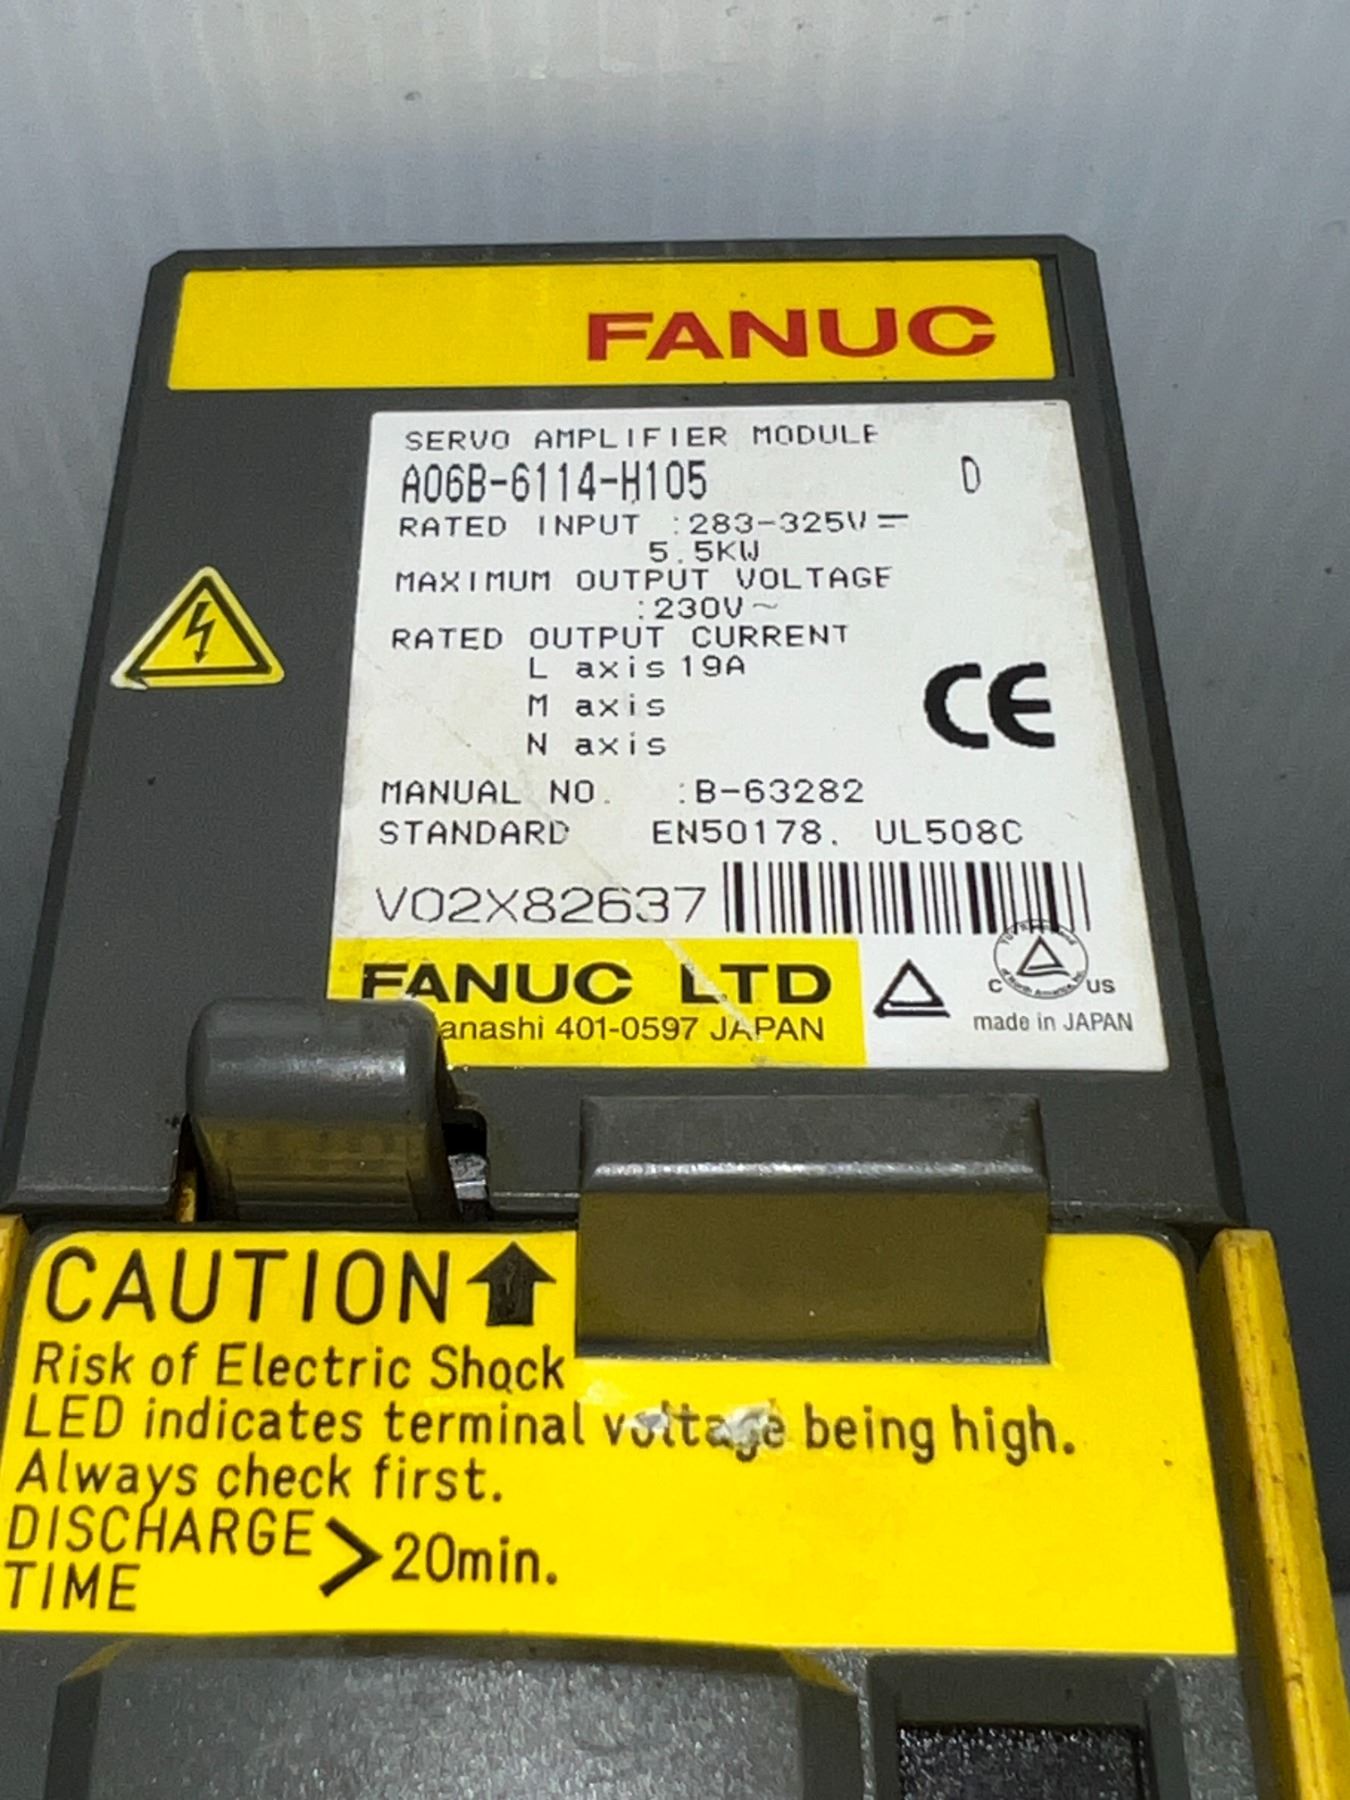 FANUC
SERVO AMPLIFIER MODULE
A06B-6114-H105 D
RATED INPUT :283-325V⎓
5.5KW
MAXIMUM OUTPUT VOLTAGE
:230V~
RATED OUTPUT CURRENT
L axis 19A
M axis
N axis
MANUAL NO. :B-63282
STANDARD EN50178. UL508C
V02X82637
CE
FANUC LTD
anashi 401-0597 JAPAN
C US
made in JAPAN
CAUTION
Risk of Electric Shock
LED indicates terminal voltage being high.
Always check first.
DISCHARGE
TIME > 20min.